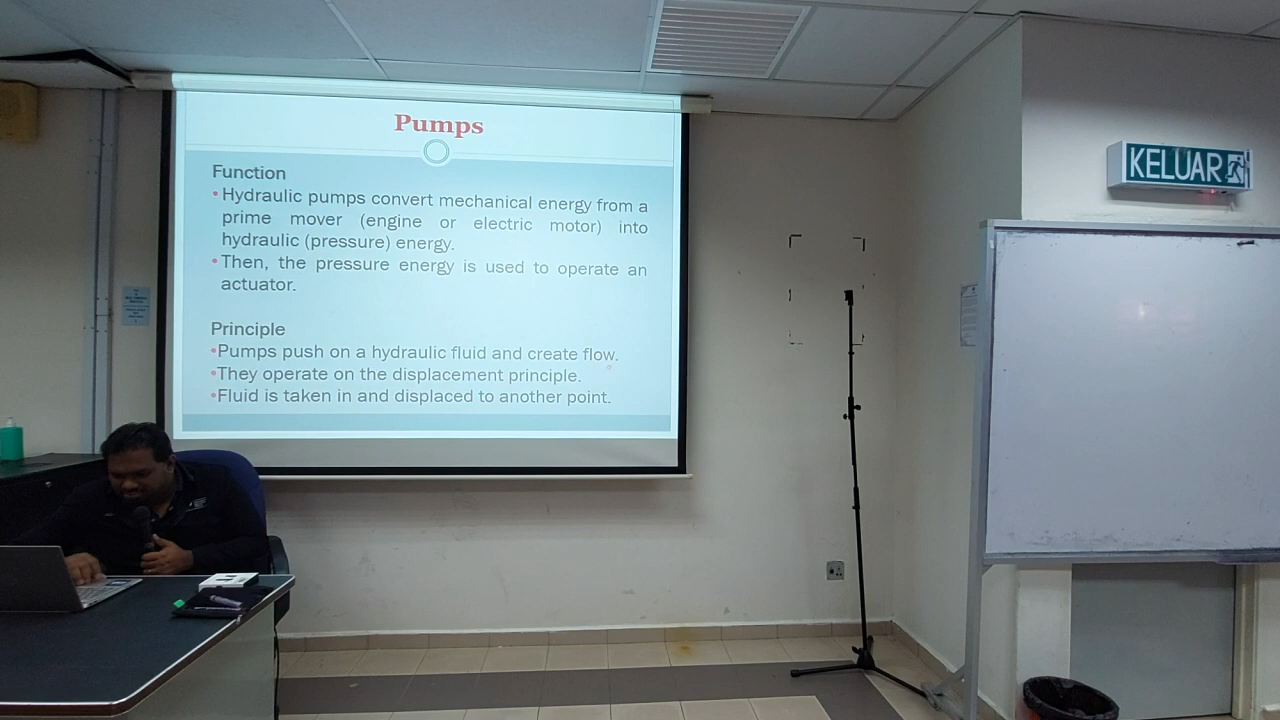 Pumps
Function
•Hydraulic pumps convert mechanical energy from a
prime mover (engine or electric motor) into
hydraulic (pressure) energy.
•Then, the pressure energy is used to operate an
actuator.
Principle
•Pumps push on a hydraulic fluid and create flow.
•They operate on the displacement principle.
•Fluid is taken in and displaced to another point.
KELUAR